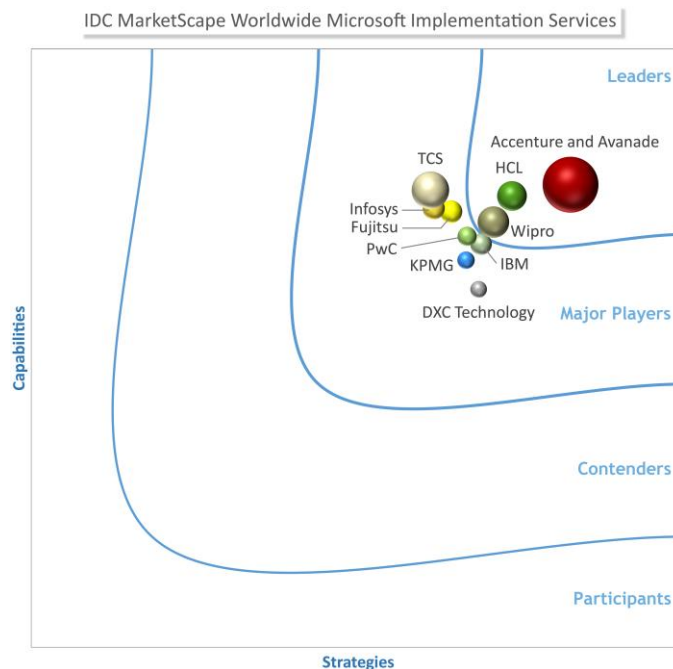 IDC MarketScape Worldwide Microsoft Implementation Services
Leaders
Accenture and Avanade
TCS
HCL
Infosys
Fujitsu
Wipro
PwC
KPMG
IBM
DXC Technology
Major Players
Capabilities
Contenders
Participants
Strategies